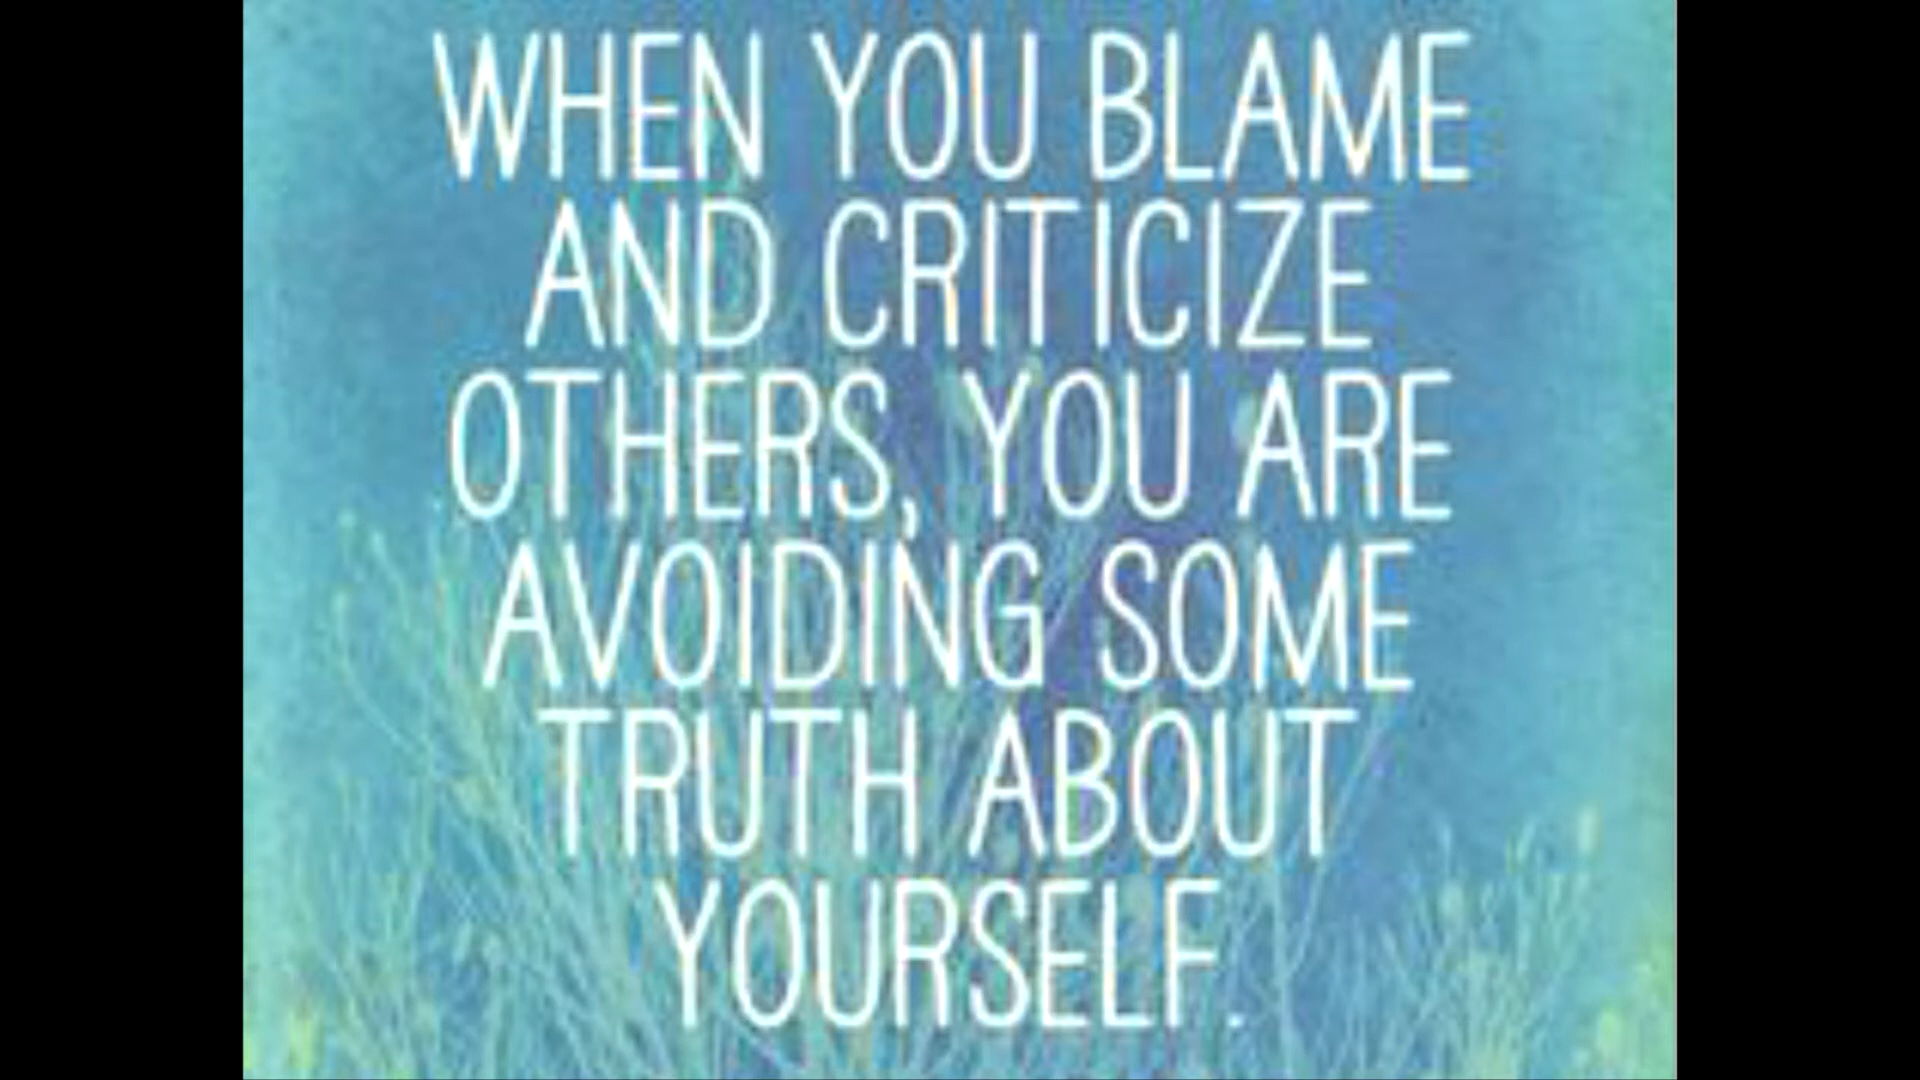 WHEN YOU BLAME
AND CRITICIZE
OTHERS, YOU ARE
AVOIDING SOME
TRUTH ABOUT
YOURSELF.